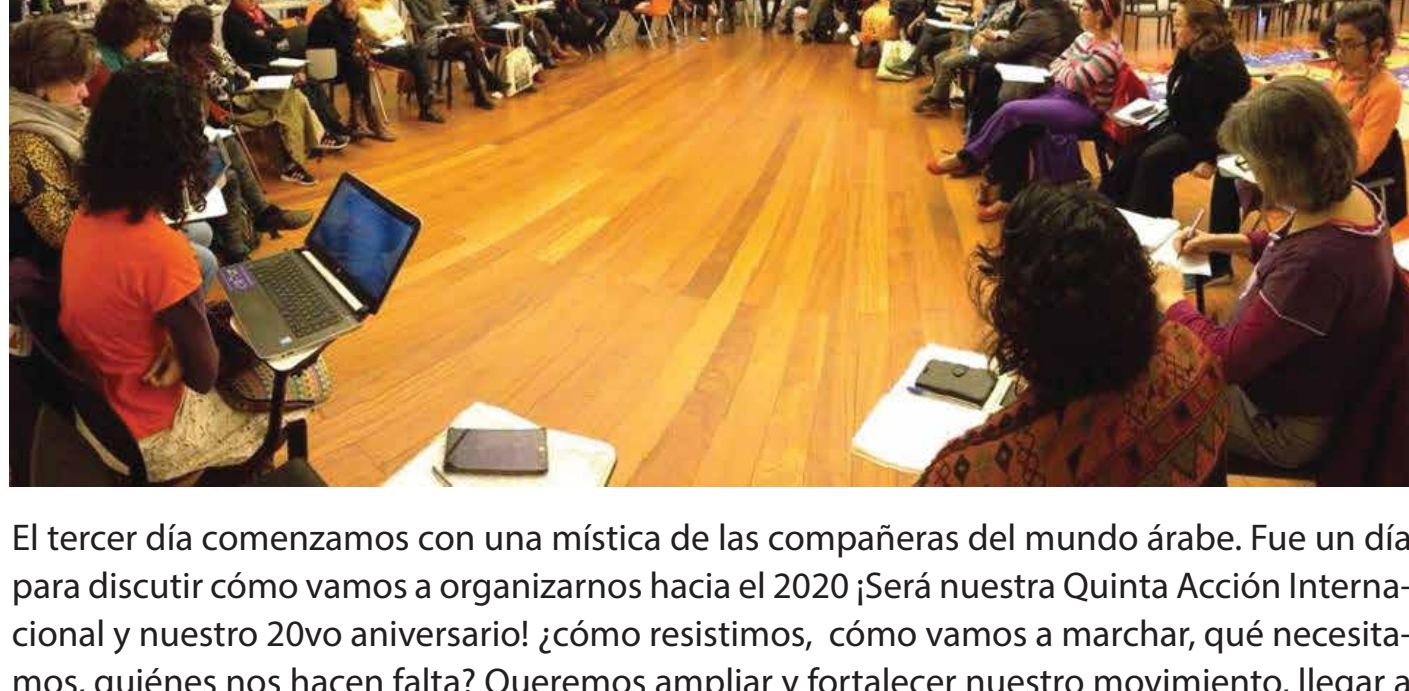 El tercer día comenzamos con una mística de las compañeras del mundo árabe. Fue un día
para discutir cómo vamos a organizarnos hacia el 2020 ¡Será nuestra Quinta Acción Interna-
cional y nuestro 20vo aniversario! ¿cómo resistimos,  cómo vamos a marchar, qué necesita-
mos, quiénes nos hacen falta? Queremos ampliar y fortalecer nuestro movimiento, llegar a